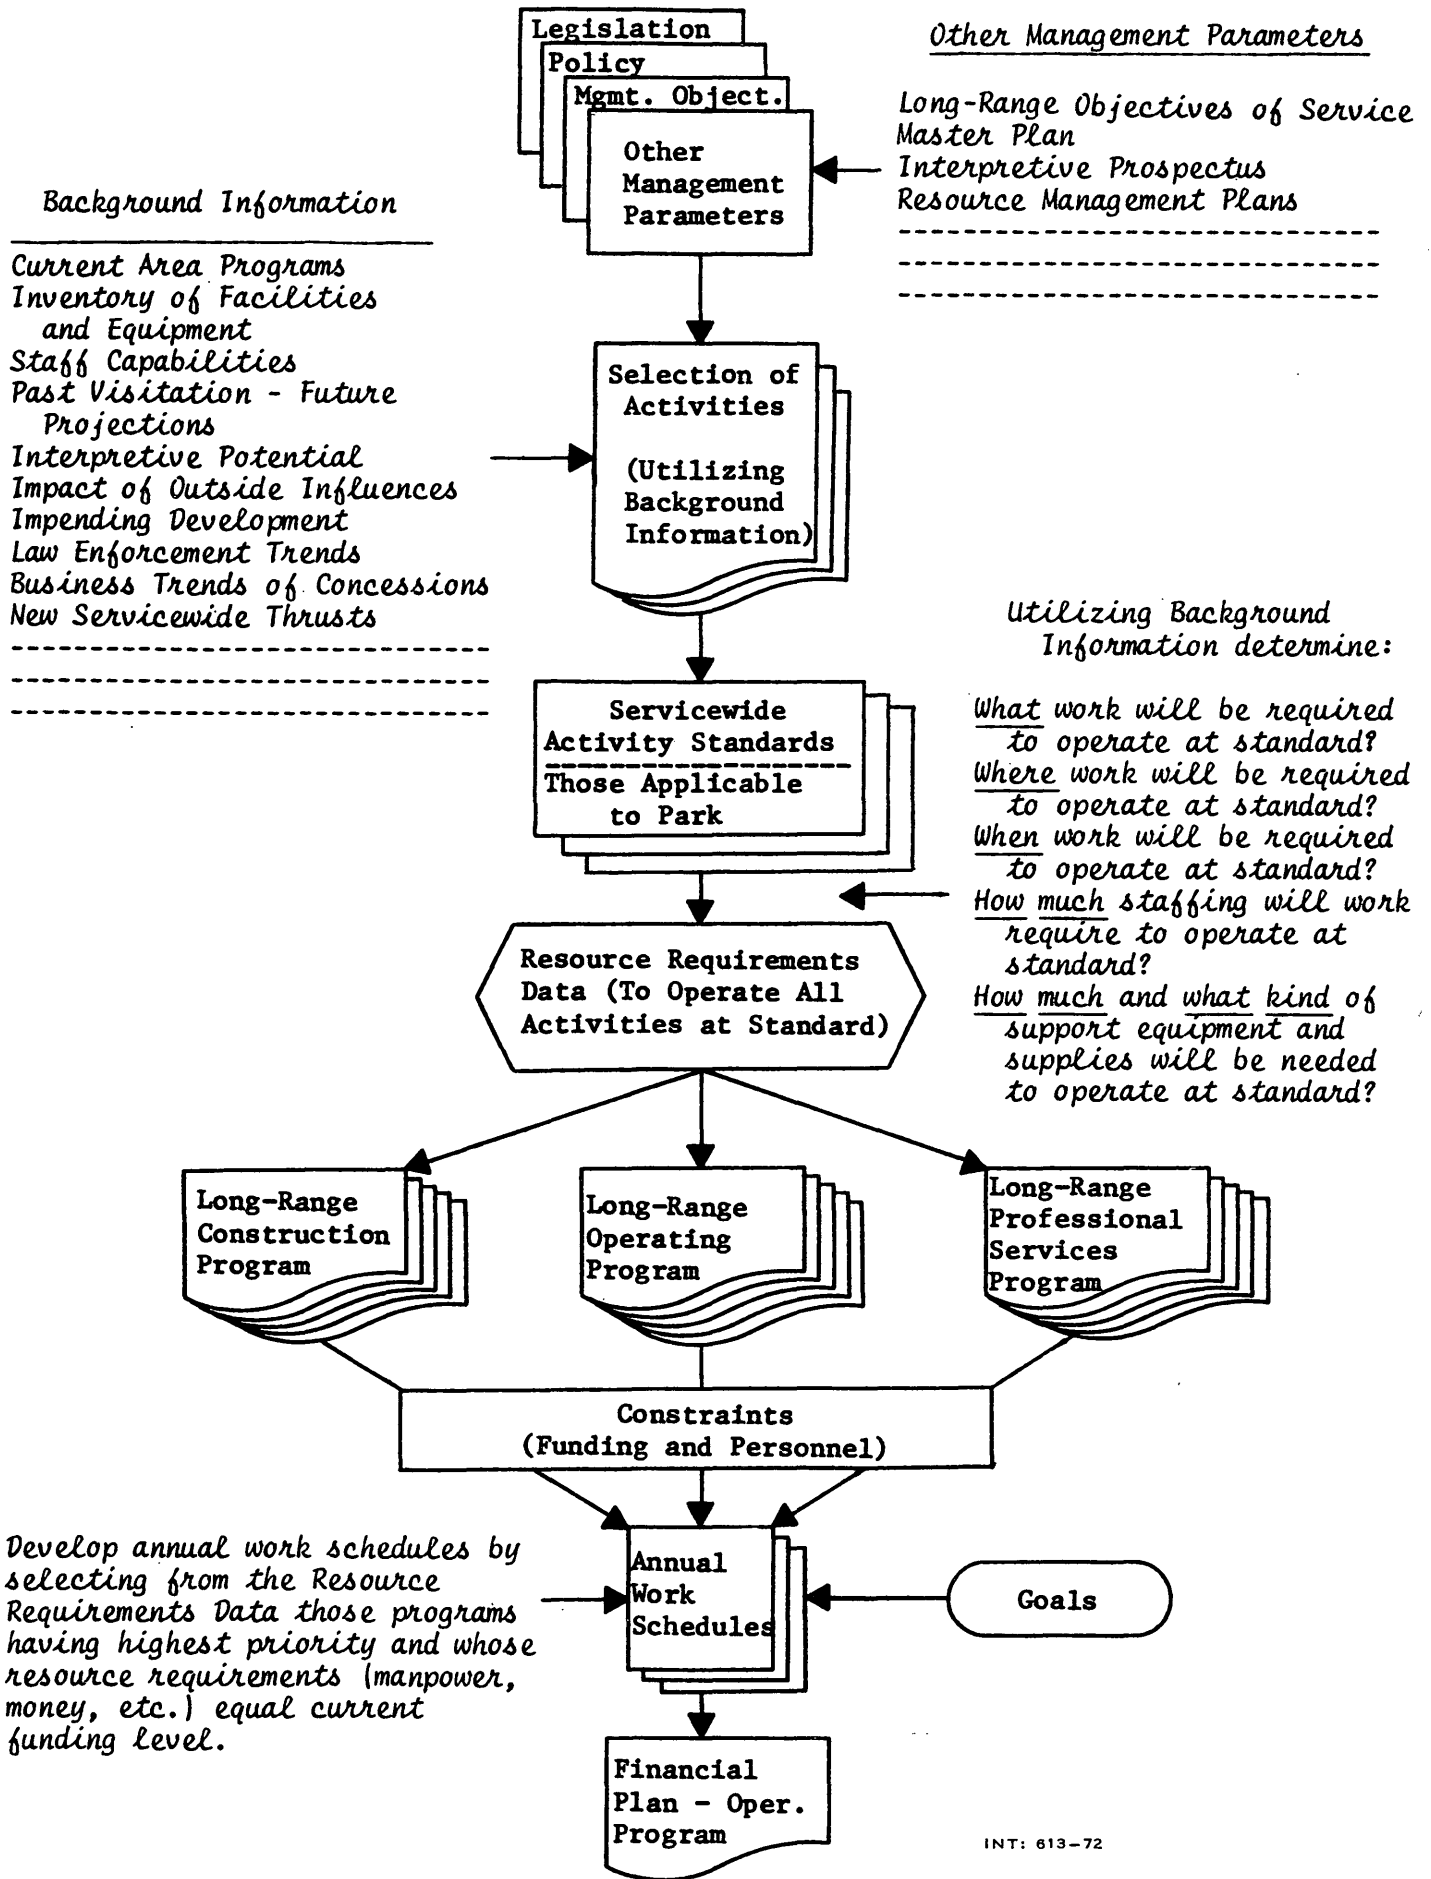 Legislation
Policy
Mgmt. Object.
Other
Management
Parameters
Other Management Parameters
Long-Range Objectives of Service
Master Plan
Interpretive Prospectus
Resource Management Plans
Background Information
Current Area Programs
Inventory of Facilities
and Equipment
Staff Capabilities
Past Visitation - Future
Projections
Interpretive Potential
Impact of Outside Influences
Impending Development
Law Enforcement Trends
Business Trends of Concessions
New Servicewide Thrusts
Selection of
Activities
(Utilizing
Background
Information)
Servicewide
Activity Standards
Those Applicable
to Park
Utilizing Background
Information determine:
What work will be required
to operate at standard?
Where work will be required
to operate at standard?
When work will be required
to operate at standard?
How much staffing will work
require to operate at
standard?
How much and what kind of
support equipment and
supplies will be needed
to operate at standard?
Resource Requirements
Data (To Operate All
Activities at Standard)
Long-Range
Construction
Program
Long-Range
Operating
Program
Long-Range
Professional
Services
Program
Constraints
(Funding and Personnel)
Develop annual work schedules by
selecting from the Resource
Requirements Data those programs
having highest priority and whose
resource requirements (manpower,
money, etc.) equal current
funding level.
Annual
Work
Schedules
Goals
Financial
Plan - Oper.
Program
INT: 613-72